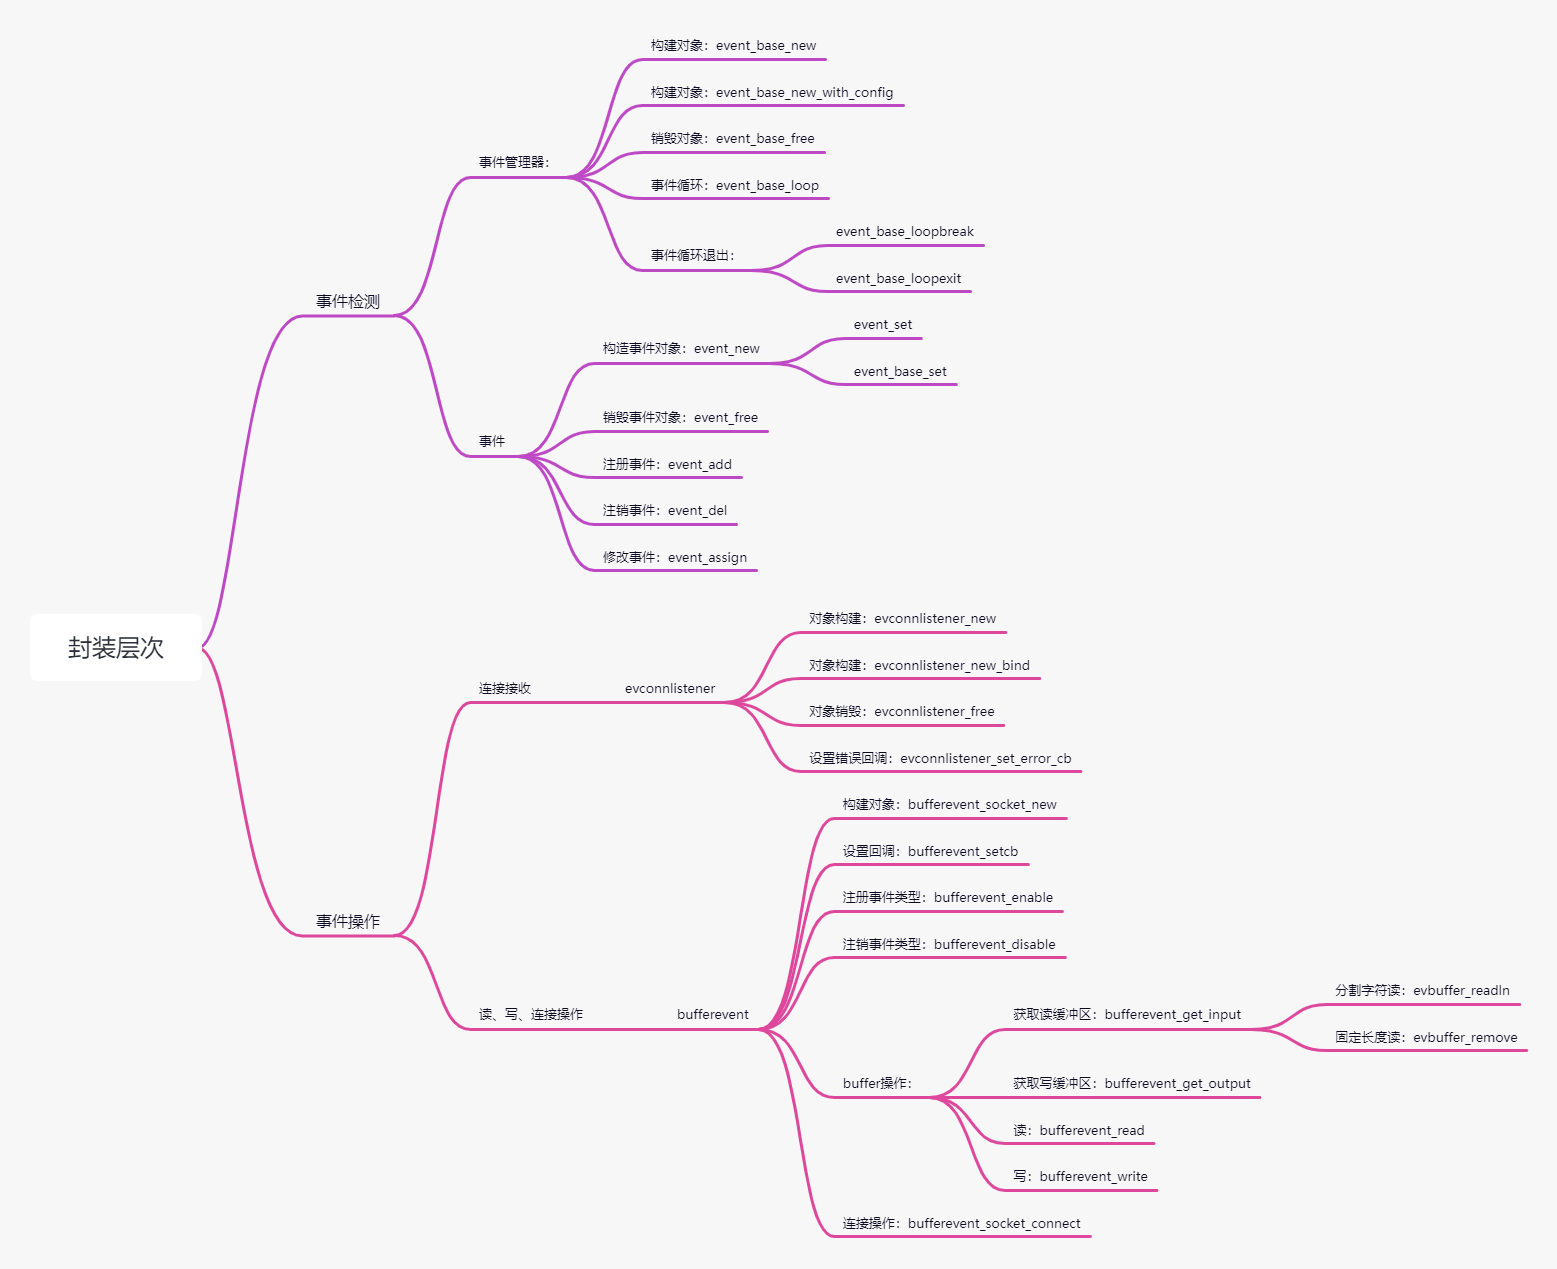 封装层次
事件检测
事件管理器：
构建对象：event_base_new
构建对象：event_base_new_with_config
销毁对象：event_base_free
事件循环：event_base_loop
事件循环退出：
event_base_loopbreak
event_base_loopexit
事件
构造事件对象：event_new
event_set
event_base_set
销毁事件对象：event_free
注册事件：event_add
注销事件：event_del
修改事件：event_assign
事件操作
连接接收
evconnlistener
对象构建：evconnlistener_new
对象构建：evconnlistener_new_bind
对象销毁：evconnlistener_free
设置错误回调：evconnlistener_set_error_cb
读、写、连接操作
bufferevent
构建对象：bufferevent_socket_new
设置回调：bufferevent_setcb
注册事件类型：bufferevent_enable
注销事件类型：bufferevent_disable
buffer操作：
获取读缓冲区：bufferevent_get_input
分割字符读：evbuffer_readln
固定长度读：evbuffer_remove
获取写缓冲区：bufferevent_get_output
读：bufferevent_read
写：bufferevent_write
连接操作：bufferevent_socket_connect